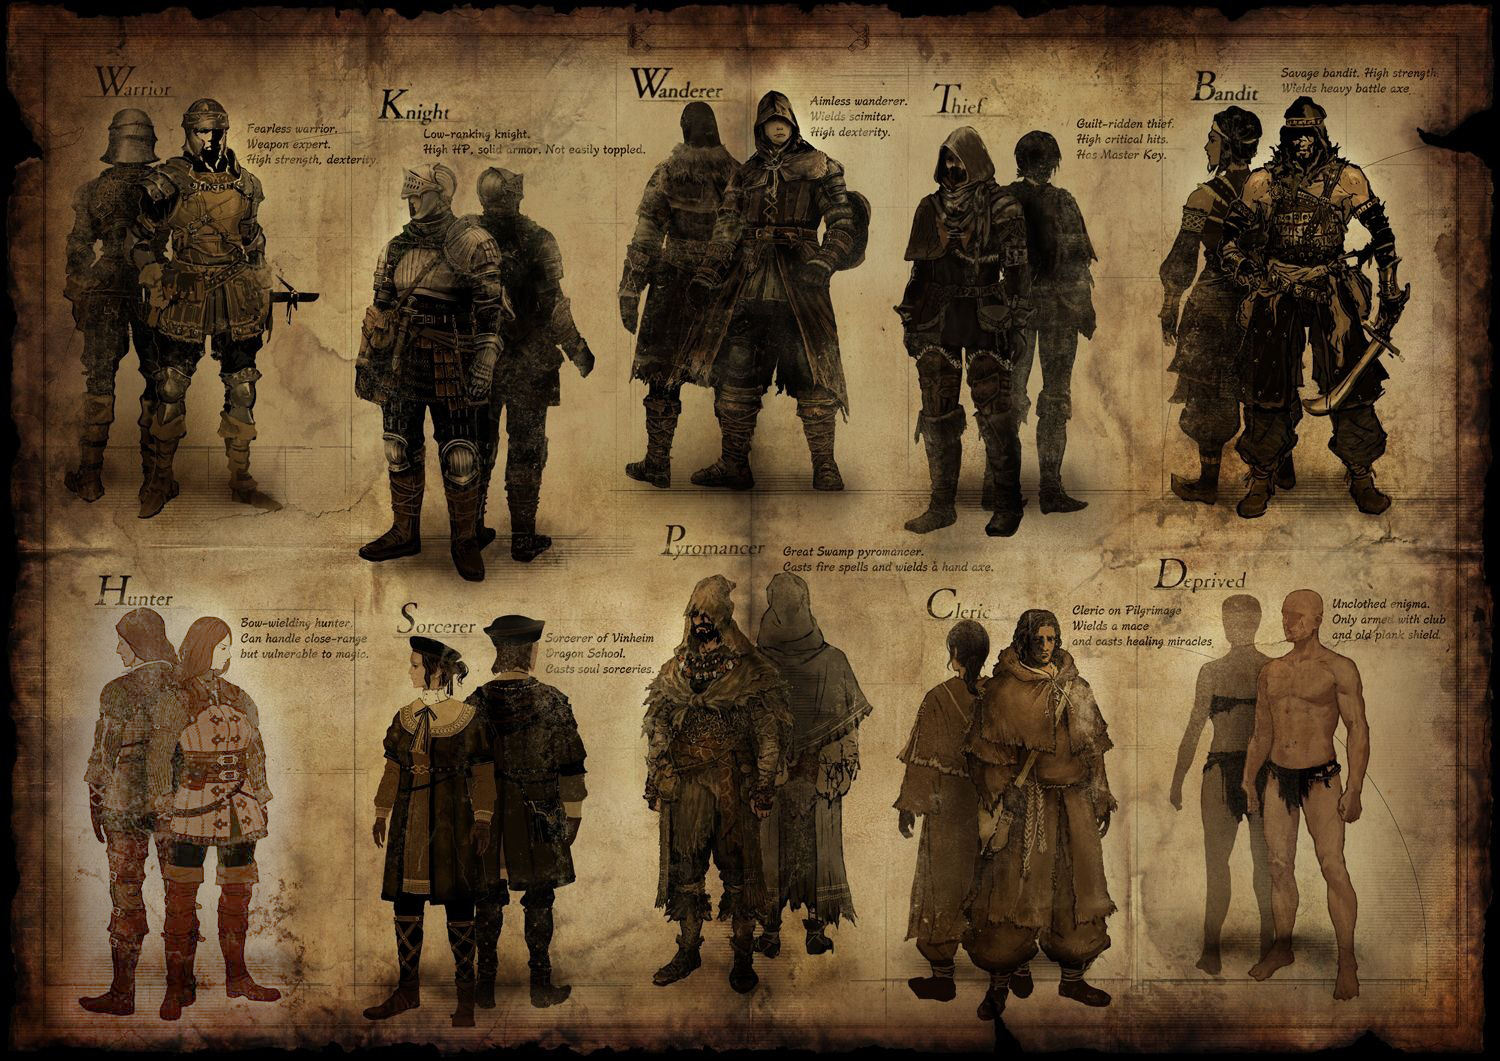 Warrior
Fearless warrior.
Weapon expert.
High strength, dexterity.
Knight
Low-ranking knight.
High HP, solid armor. Not easily toppled.
Wanderer
Aimless wanderer.
Wields scimitar.
High dexterity.
Thief
Guilt-ridden thief.
High critical hits.
Has Master Key.
Bandit
Savage bandit. High strength.
Wields heavy battle axe
Hunter
Bow-wielding hunter,
Can handle close-range
but vulnerable to magic.
Sorcerer
Sorcerer of Vinheim
Dragon School.
Casts soul sorceries.
Pyromancer
Great Swamp pyromancer.
Casts fire spells and wields a hand axe.
Cleric
Cleric on Pilgrimage
Wields a mace
and casts healing miracles
Deprived
Unclothed enigma.
Only armed with club
and old plank shield.